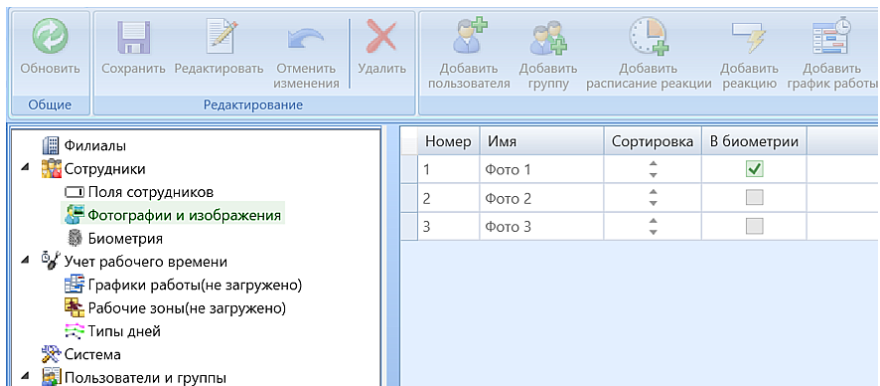 Обновить
Сохранить Редактировать Отменить изменения Удалить
Добавить пользователя Добавить группу Добавить расписание реакции Добавить реакцию Добавить график работы
Общие Редактирование
Филиалы
Сотрудники
Поля сотрудников
Фотографии и изображения
Биометрия
Учет рабочего времени
Графики работы(не загружено)
Рабочие зоны(не загружено)
Типы дней
Система
Пользователи и группы
Номер Имя Сортировка В биометрии
1 Фото 1
2 Фото 2
3 Фото 3